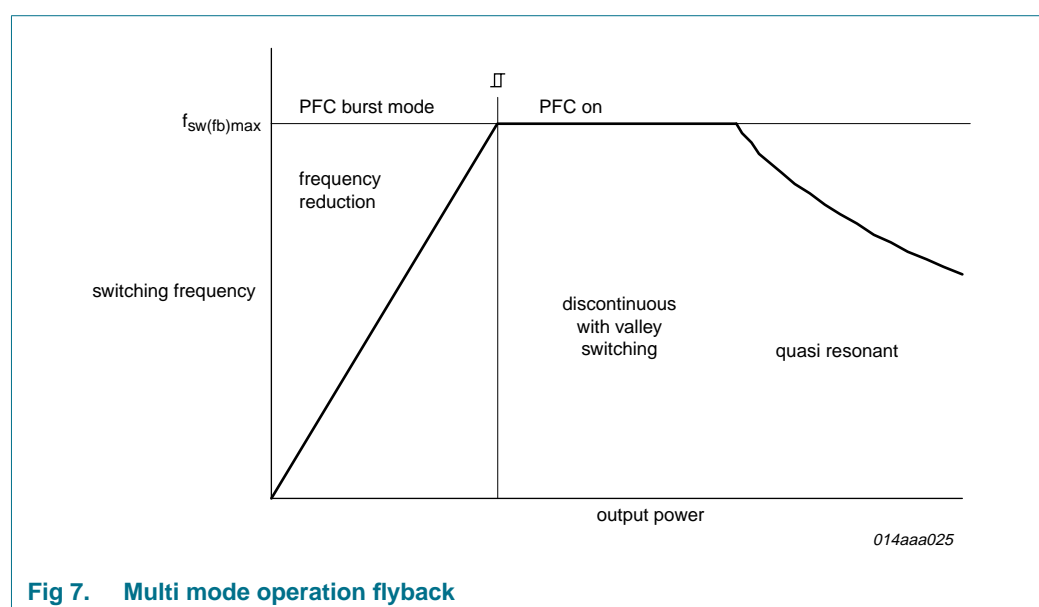 PFC burst mode
PFC on
fsw(fb)max
frequency
reduction
switching frequency
discontinuous
with valley
switching
quasi resonant
output power
014aaa025
Fig 7. Multi mode operation flyback